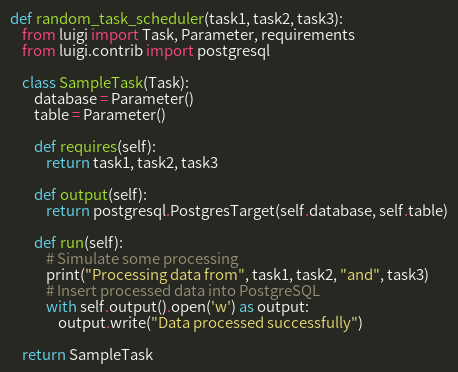 def random_task_scheduler(task1, task2, task3):
from luigi import Task, Parameter, requirements
from luigi.contrib import postgresql
class SampleTask(Task):
database = Parameter()
table = Parameter()
def requires(self):
return task1, task2, task3
def output(self):
return postgresql.PostgresTarget(self.database, self.table)
def run(self):
# Simulate some processing
print("Processing data from", task1, task2, "and", task3)
# Insert processed data into PostgreSQL
with self.output().open('w') as output:
output.write("Data processed successfully")
return SampleTask